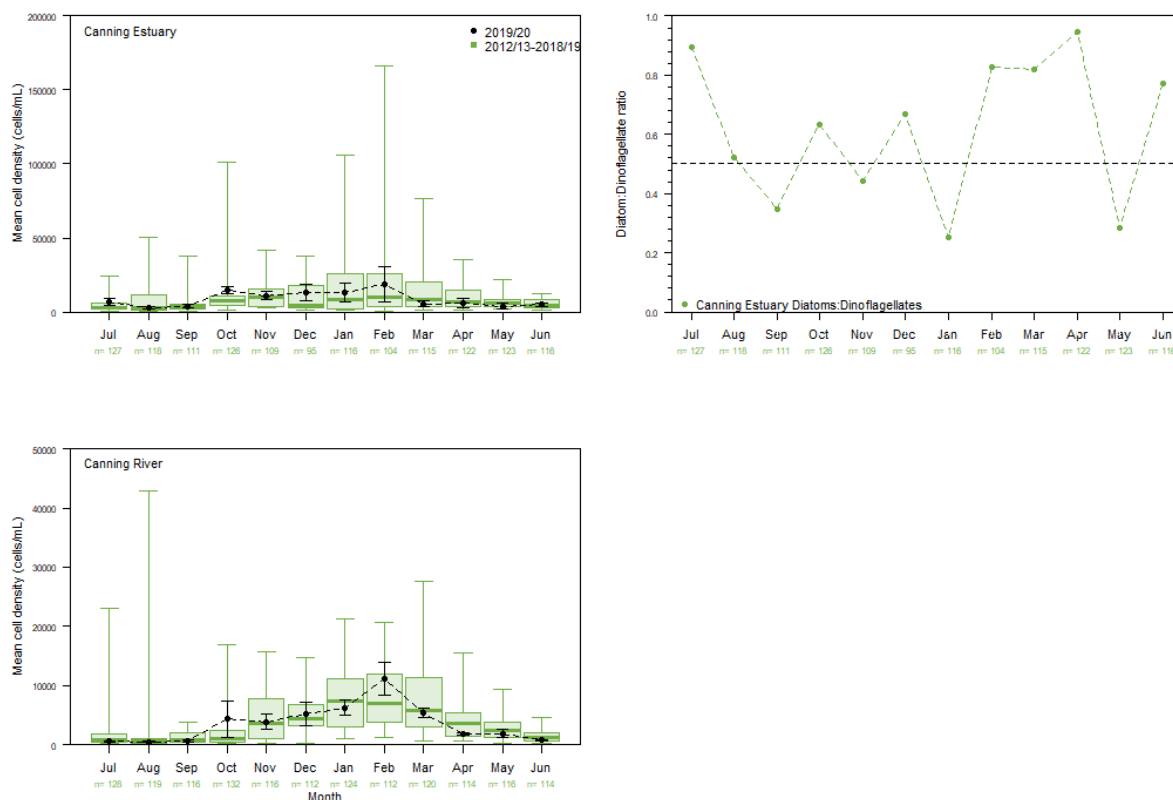 Canning Estuary
2019/20
2012/13-2018/19
Mean cell density (cells/mL)
200000
150000
100000
50000
0
Jul Aug Sep Oct Nov Dec Jan Feb Mar Apr May Jun
n= 127 n= 118 n= 111 n= 126 n= 109 n= 95 n= 116 n= 104 n= 115 n= 122 n= 123 n= 116
Diatom:Dinoflagellate ratio
1.0
0.8
0.6
0.4
0.2
0.0
Canning Estuary Diatoms:Dinoflagellates
Jul Aug Sep Oct Nov Dec Jan Feb Mar Apr May Jun
n= 127 n= 118 n= 111 n= 126 n= 109 n= 95 n= 116 n= 104 n= 115 n= 122 n= 123 n= 116
Canning River
Mean cell density (cells/mL)
50000
40000
30000
20000
10000
0
Jul Aug Sep Oct Nov Dec Jan Feb Mar Apr May Jun
n= 126 n= 119 n= 116 n= 132 n= 116 n= 112 n= 124 n= 112 n= 120 n= 114 n= 116 n= 114
Month